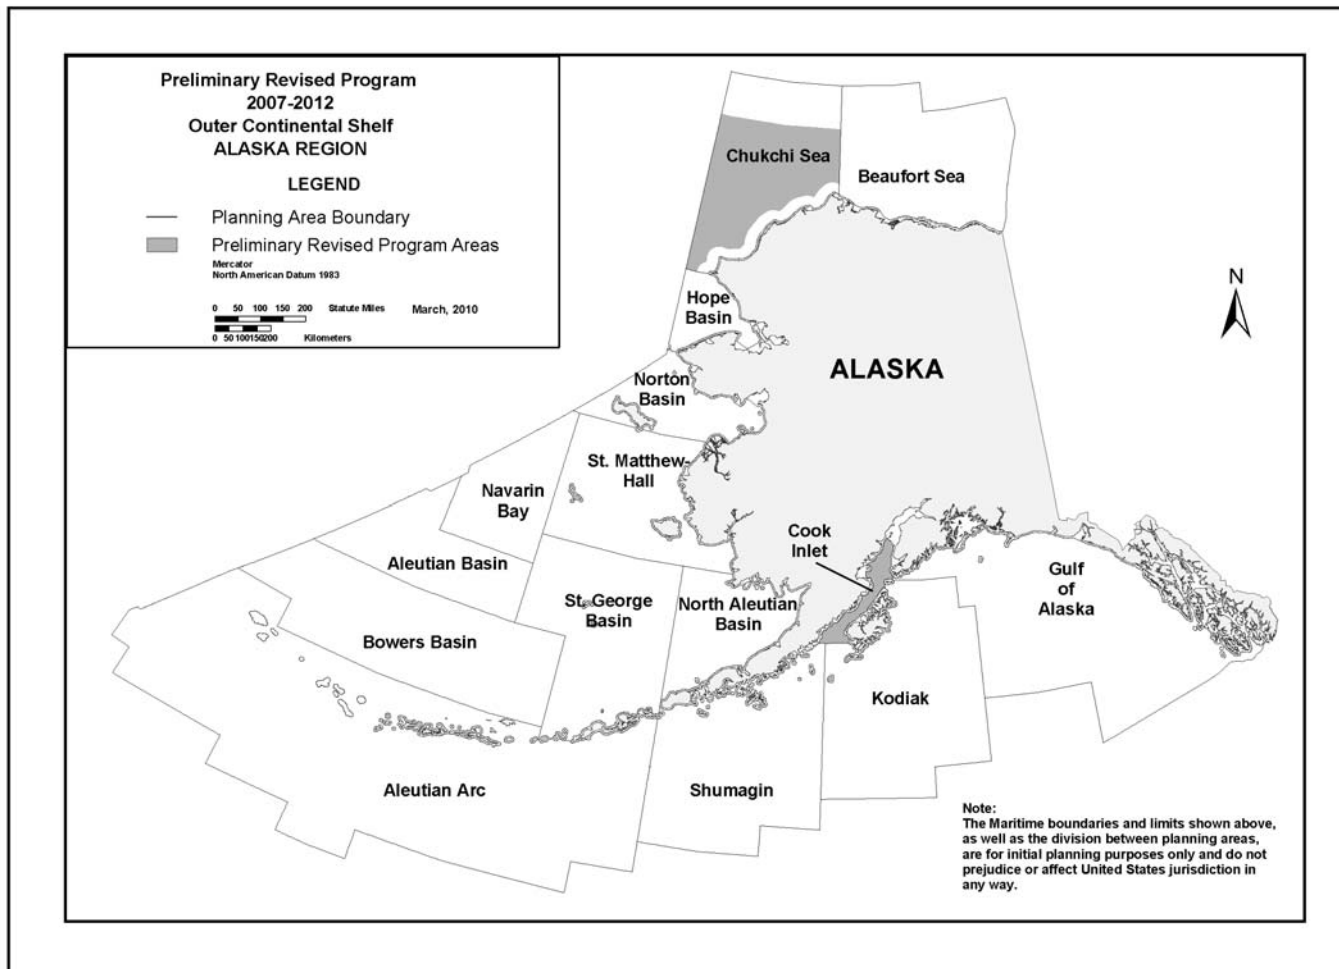 Preliminary Revised Program
2007-2012
Outer Continental Shelf
ALASKA REGION
LEGEND
Planning Area Boundary
Preliminary Revised Program Areas
Mercator
North American Datum 1983
0 50 100 150 200 Statute Miles
March, 2010
0 50 100 150 200 Kilometers
Chukchi Sea
Beaufort Sea
Hope
Basin
N
ALASKA
Norton
Basin
St. Matthew-
Hall
Navarin
Bay
Cook
Inlet
Aleutian Basin
Gulf
of
Alaska
St. George
Basin
North Aleutian
Basin
Bowers Basin
Kodiak
Aleutian Arc
Shumagin
Note:
The Maritime boundaries and limits shown above,
as well as the division between planning areas,
are for initial planning purposes only and do not
prejudice or affect United States jurisdiction in
any way.